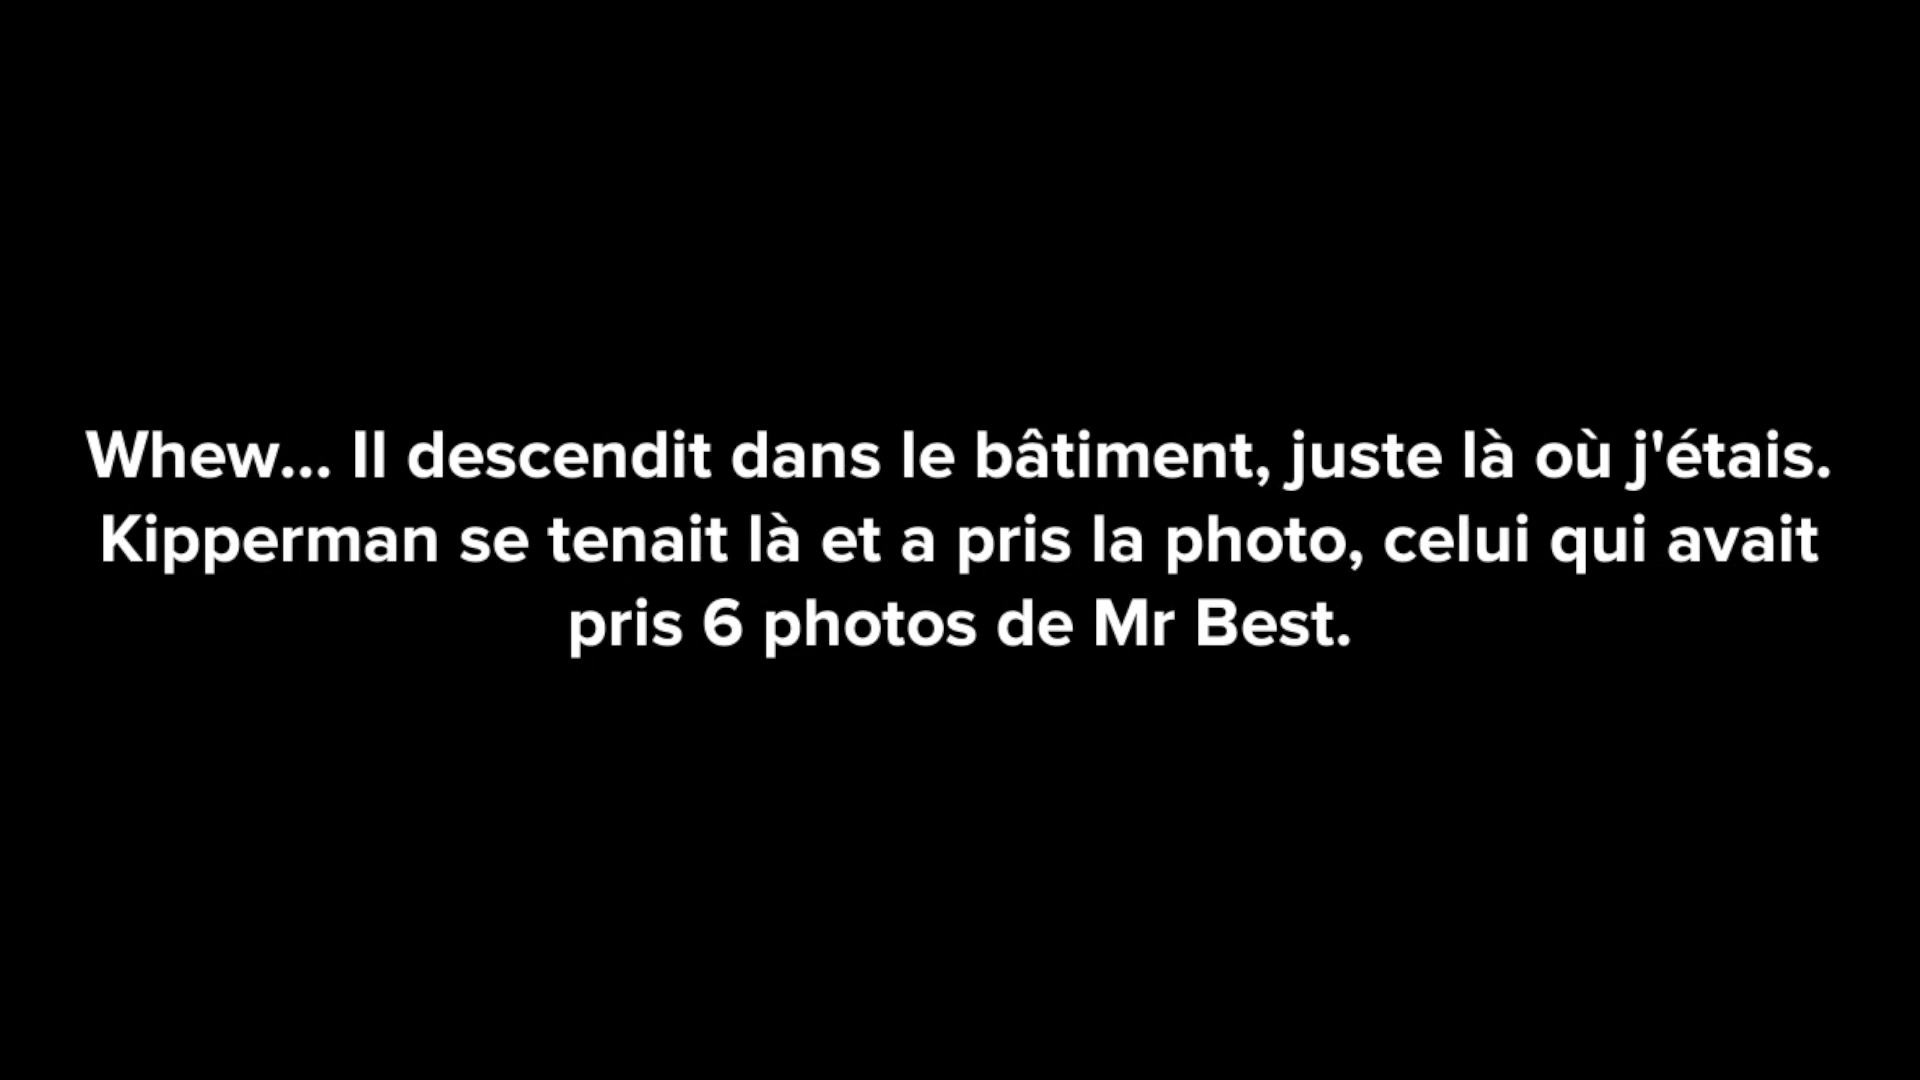 Whew... Il descendit dans le bâtiment, juste là où j'étais.
Kipperman se tenait là et a pris la photo, celui qui avait
pris 6 photos de Mr Best.